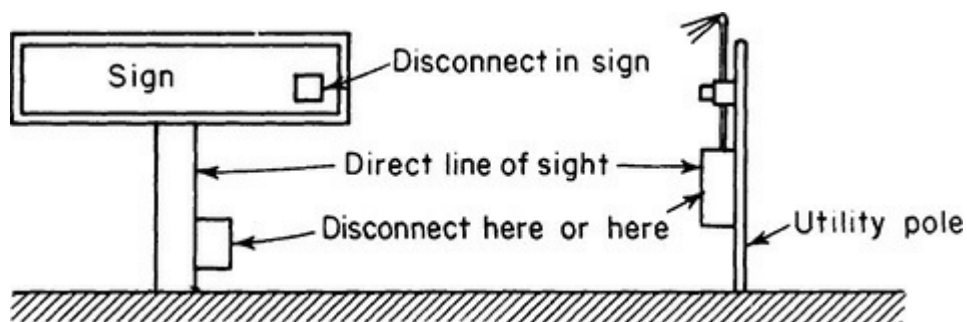 Sign
Disconnect in sign
Direct line of sight
Disconnect here or here
Utility pole